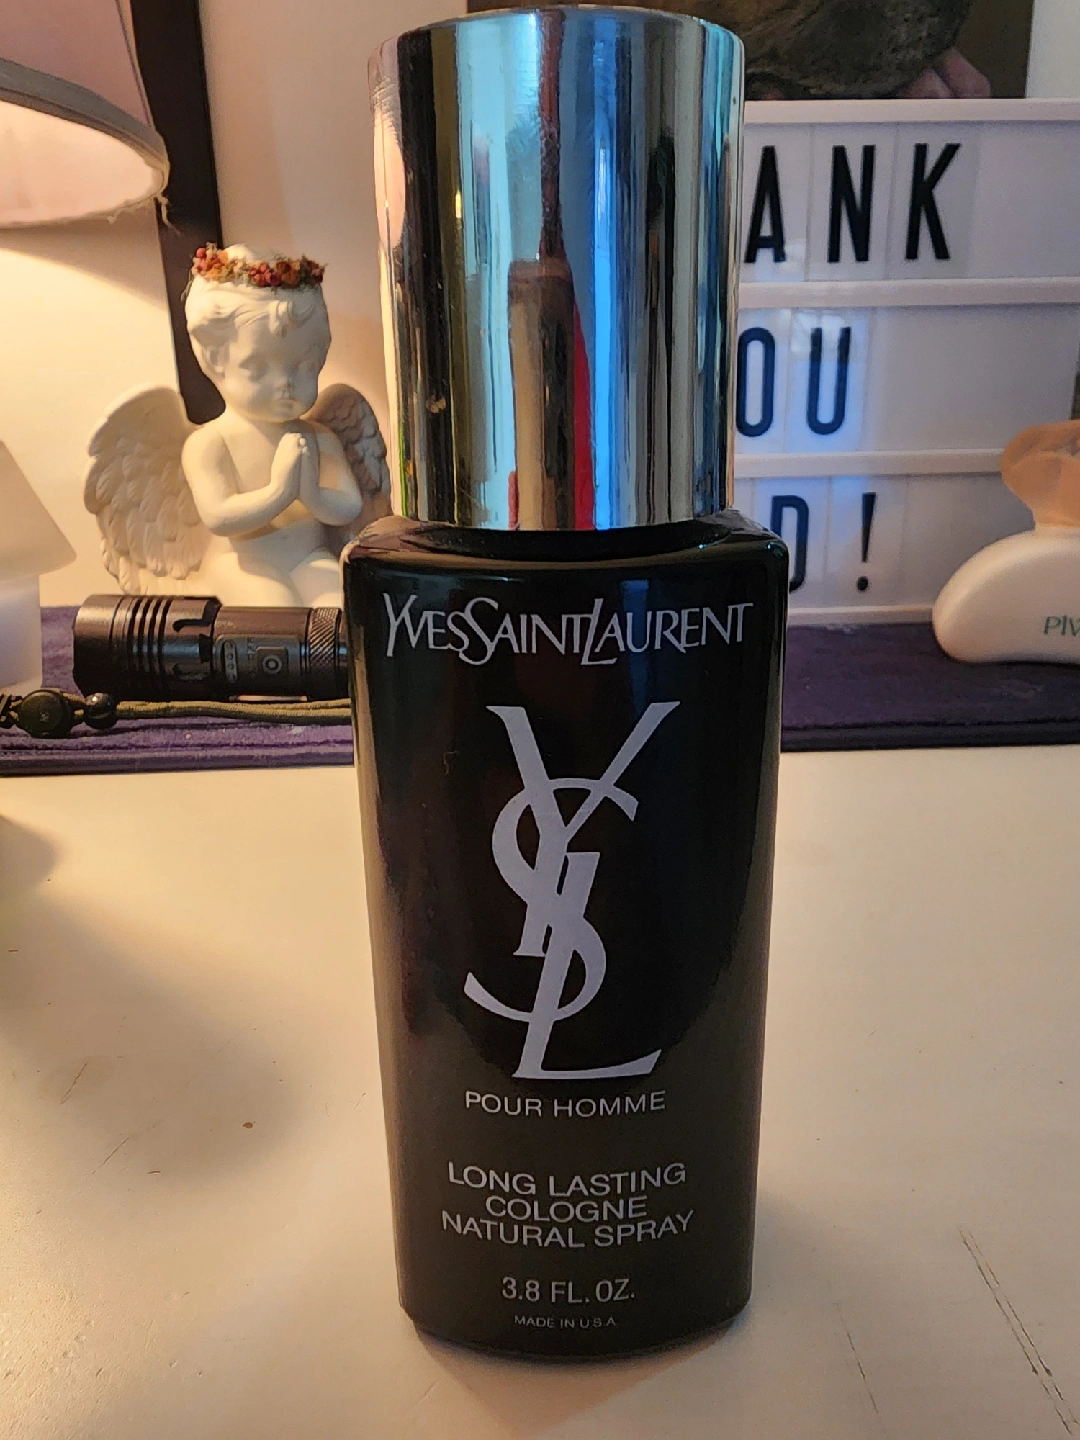 ANK
OU
D!
YVESSAINTLAURENT
YSL
POUR HOMME
LONG LASTING
COLOGNE
NATURAL SPRAY
3.8 FL.OZ.
MADE IN U.S.A